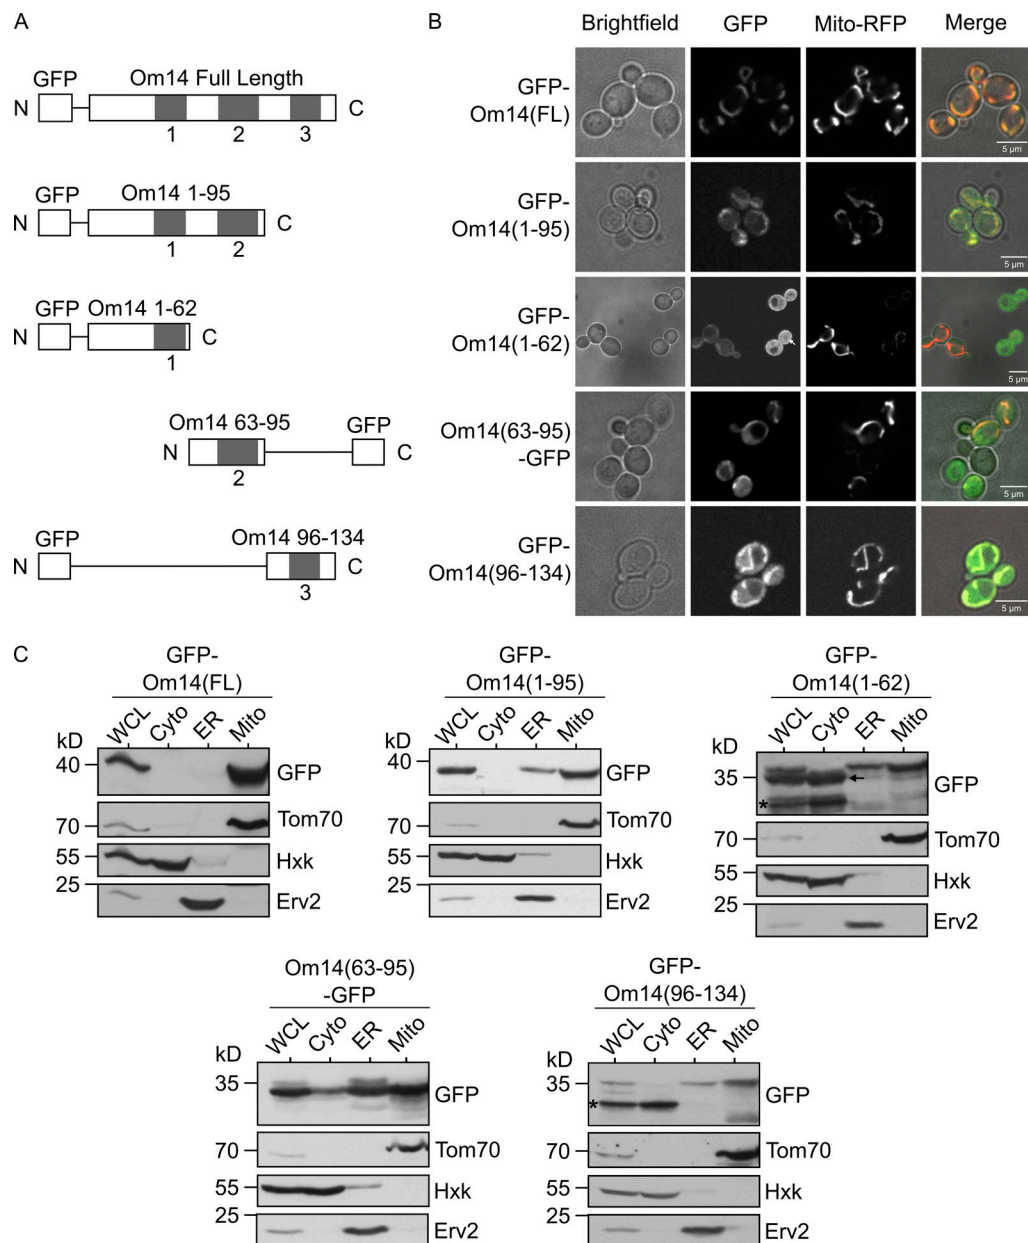 A
GFP Om14 Full Length
N C
1 2 3
GFP Om14 1-95
N C
1 2
GFP Om14 1-62
N C
1
Om14 63-95 GFP
N C
2
GFP Om14 96-134
N C
3
B
Brightfield GFP Mito-RFP Merge
GFP-
Om14(FL)
5 µm
GFP-
Om14(1-95)
5 µm
GFP-
Om14(1-62)
5 µm
Om14(63-95)
-GFP
5 µm
GFP-
Om14(96-134)
5 µm
C
GFP-
Om14(FL)
WCL Cyto ER Mito
kD
40 GFP
70 Tom70
55 Hxk
25 Erv2
GFP-
Om14(1-95)
WCL Cyto ER Mito
kD
40 GFP
70 Tom70
55 Hxk
25 Erv2
GFP-
Om14(1-62)
WCL Cyto ER Mito
kD
35 GFP
*
70 Tom70
55 Hxk
25 Erv2
Om14(63-95)
-GFP
WCL Cyto ER Mito
kD
35 GFP
70 Tom70
55 Hxk
25 Erv2
GFP-
Om14(96-134)
WCL Cyto ER Mito
kD
35 GFP
*
70 Tom70
55 Hxk
25 Erv2